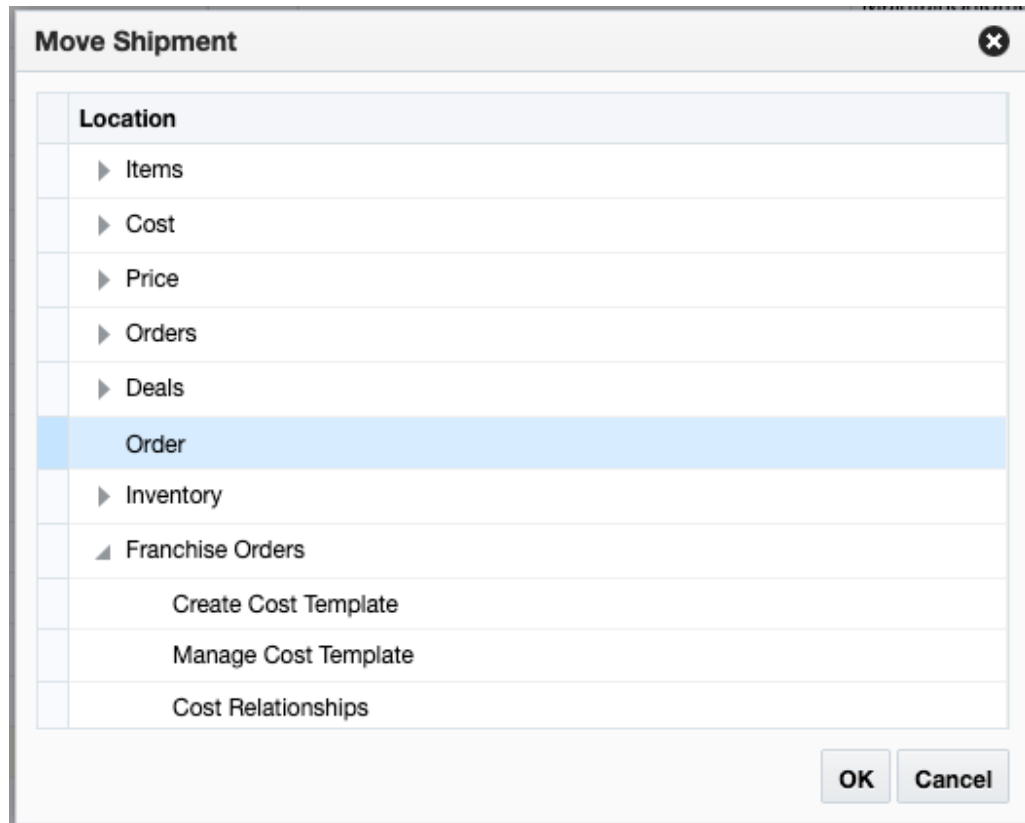 Move Shipment
Location
Items
Cost
Price
Orders
Deals
Order
Inventory
Franchise Orders
Create Cost Template
Manage Cost Template
Cost Relationships
OK
Cancel